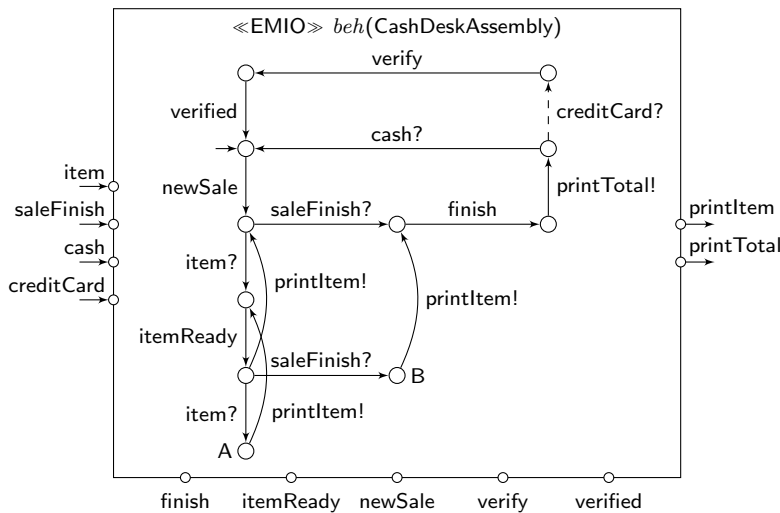 ≪EMIO≫ beh(CashDeskAssembly)
verify
verified
creditCard?
cash?
item
newSale
printTotal!
saleFinish
saleFinish?
finish
printItem
cash
item?
printItem!
printTotal
creditCard
printItem!
itemReady
saleFinish?
B
item?
printItem!
A
finish
itemReady
newSale
verify
verified